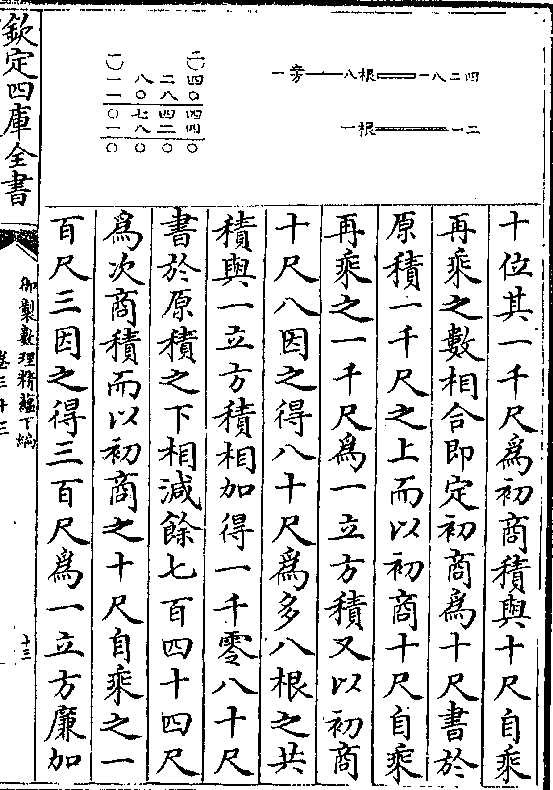 欽定四庫全書
一方 八根 一八二四
一根 一二
(一) (二)
一八二四
一〇八〇
〇七四四
〇七四四
〇〇〇〇
十位其一千尺為初商積與十尺自乘
再乘之數相合即定初商為十尺書於
原積一千尺之上而以初商十尺自乘
再乘之一千尺為一立方積又以初商
十尺八因之得八十尺為多八根之共
積與一立方積相加得一千零八十尺
書於原積之下相減餘七百四十四尺
為次商積而以初商之十尺自乘之一
百尺三因之得三百尺為一立方廉加
御製數理精蘊下編
卷三十三
十三